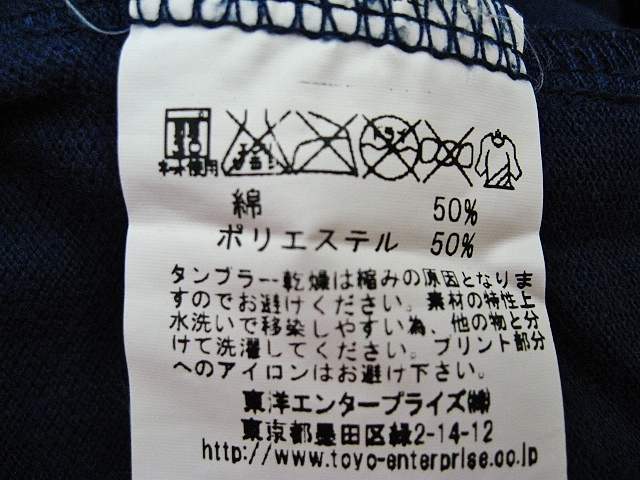 30
ネット使用
ドライ
綿 50%
ポリエステル 50%
タンブラー乾燥は縮みの原因となりま
すのでお避けください。素材の特性上
水洗いで移染しやすい為、他の物と分
けて洗濯してください。プリント部分
へのアイロンはお避け下さい。
東洋エンタープライズ㈱
東京都墨田区緑2-14-12
http://www.toyo-enterprise.co.jp